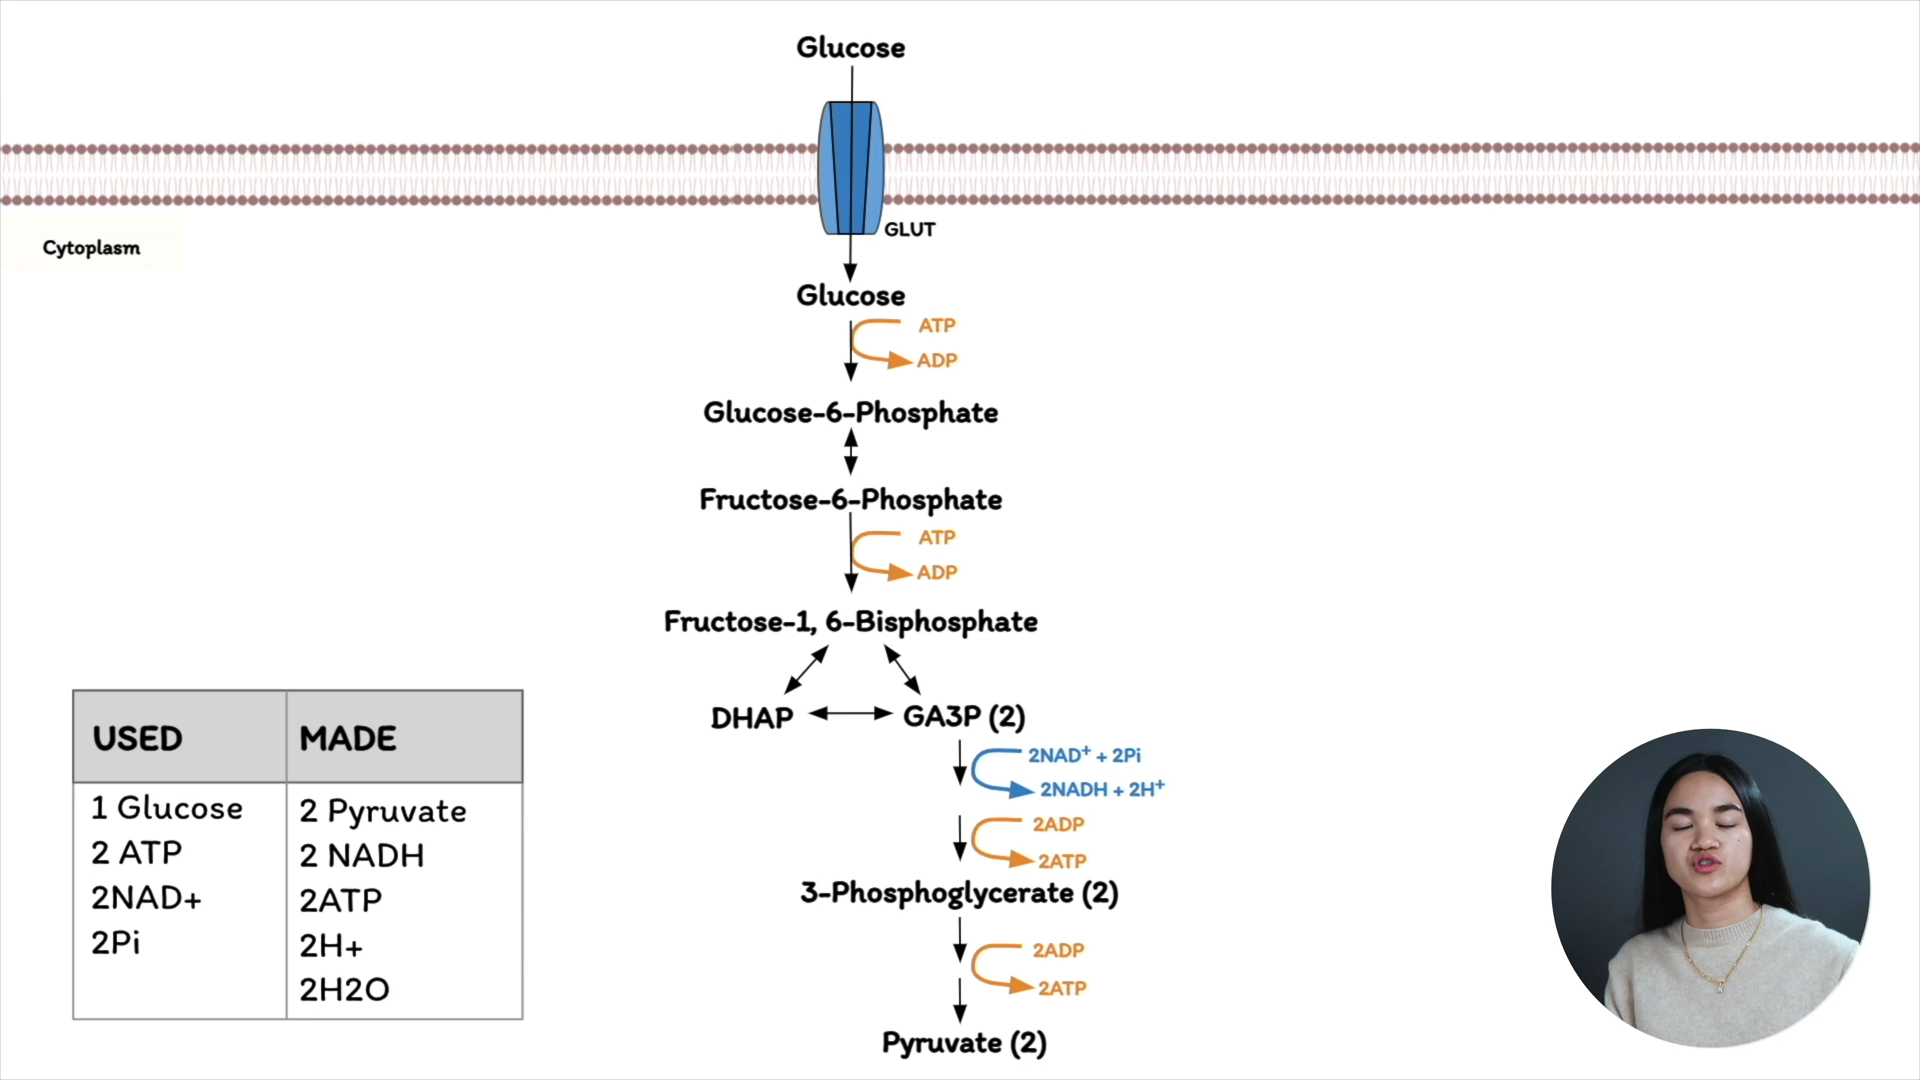 Glucose
GLUT
Cytoplasm
Glucose
ATP
ADP
Glucose-6-Phosphate
Fructose-6-Phosphate
ATP
ADP
Fructose-1, 6-Bisphosphate
DHAP
GA3P (2)
2NAD⁺ + 2Pi
2NADH + 2H⁺
2ADP
2ATP
3-Phosphoglycerate (2)
2ADP
2ATP
Pyruvate (2)
USED MADE
1 Glucose 2 Pyruvate
2 ATP 2 NADH
2NAD+ 2ATP
2Pi 2H+
2H2O